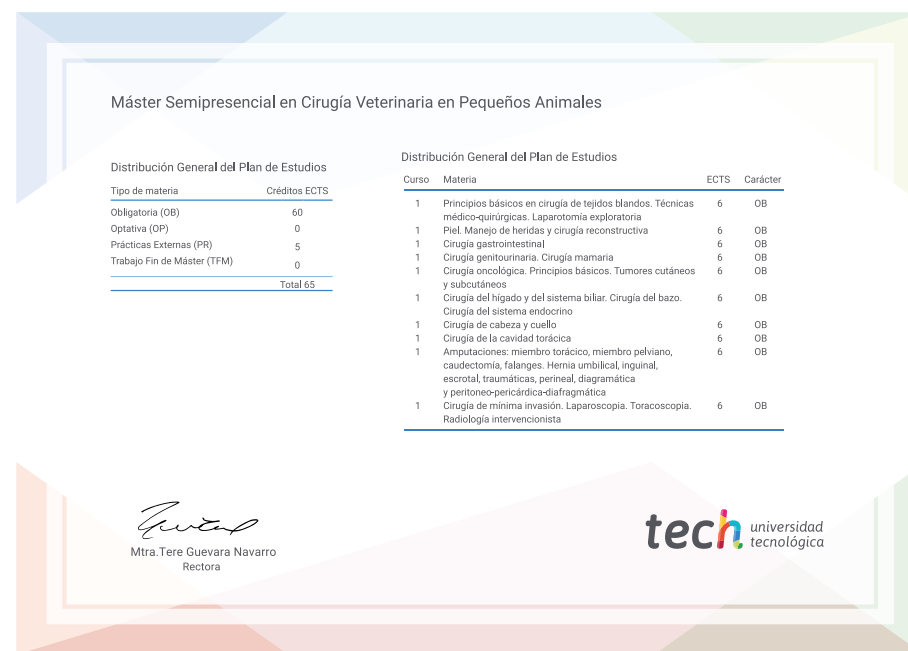 Máster Semipresencial en Cirugía Veterinaria en Pequeños Animales
Distribución General del Plan de Estudios
Tipo de materia Créditos ECTS
Obligatoria (OB) 60
Optativa (OP) 0
Prácticas Externas (PR) 5
Trabajo Fin de Máster (TFM) 0
Total 65
Distribución General del Plan de Estudios
Curso Materia ECTS Carácter
1 Principios básicos en cirugía de tejidos blandos. Técnicas 6 OB
médico-quirúrgicas. Laparotomía exploratoria
1 Piel. Manejo de heridas y cirugía reconstructiva 6 OB
1 Cirugía gastrointestinal 6 OB
1 Cirugía genitourinaria. Cirugía mamaria 6 OB
1 Cirugía oncológica. Principios básicos. Tumores cutáneos 6 OB
y subcutáneos
1 Cirugía del hígado y del sistema biliar. Cirugía del bazo. 6 OB
Cirugía del sistema endocrino
1 Cirugía de cabeza y cuello 6 OB
1 Cirugía de la cavidad torácica 6 OB
1 Amputaciones: miembro torácico, miembro pelviano, 6 OB
caudectomía, falanges. Hernia umbilical, inguinal,
escrotal, traumáticas, perineal, diagramática
y peritoneo-pericárdica-diafragmática
1 Cirugía de mínima invasión. Laparoscopia. Toracoscopia. 6 OB
Radiología intervencionista
Mtra.Tere Guevara Navarro
Rectora
tech universidad
tecnológica